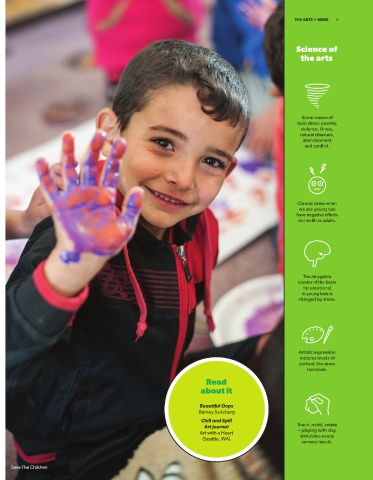 THE ARTS + MIND
Science of
the arts
Some causes of
toxic stress: poverty,
violence, illness,
natural disasters,
abandonment
and conflict.
Chronic stress when
we are young can
have negative effects
on health as adults.
The amygdala
(center of the brain
for emotions)
in young kids is
changed by stress.
Artistic expression
reduces levels of
cortisol, the stress
hormone.
Touch, mold, create
—playing with clay
stimulates many
sensory inputs.
Read
about it
Beautiful Oops
Barney Saltzberg
Chill and Spill
Art Journal
Art with a Heart
(Seattle, WA)
Save The Children